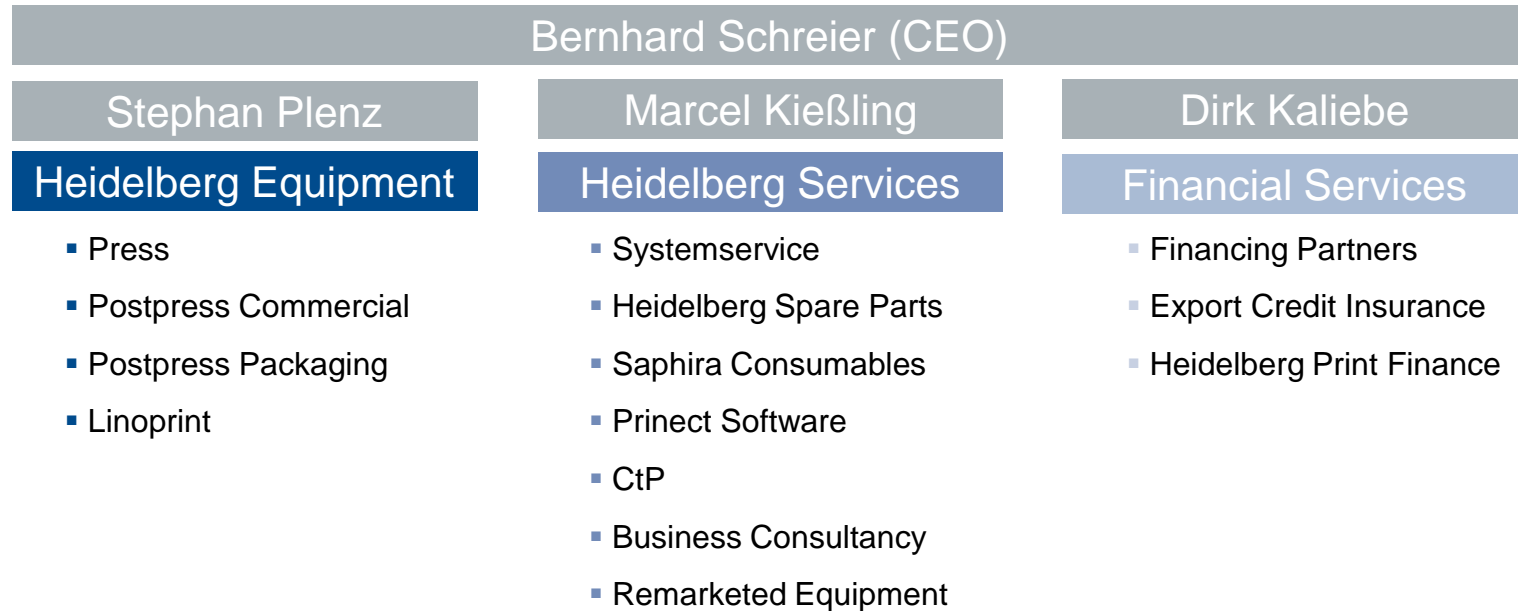 Bernhard Schreier (CEO)
Stephan Plenz
Heidelberg Equipment
▪ Press
▪ Postpress Commercial
▪ Postpress Packaging
▪ Linoprint
Marcel Kießling
Heidelberg Services
▪ Systemservice
▪ Heidelberg Spare Parts
▪ Saphira Consumables
▪ Prinect Software
▪ CtP
▪ Business Consultancy
▪ Remarketed Equipment
Dirk Kaliebe
Financial Services
▪ Financing Partners
▪ Export Credit Insurance
▪ Heidelberg Print Finance